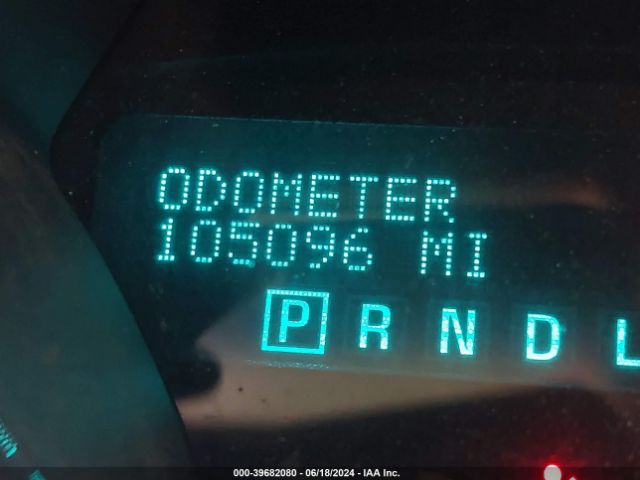 ODOMETER
105096 MI
P R N D L
000-39682080 - 06/18/2024 - IAA Inc.